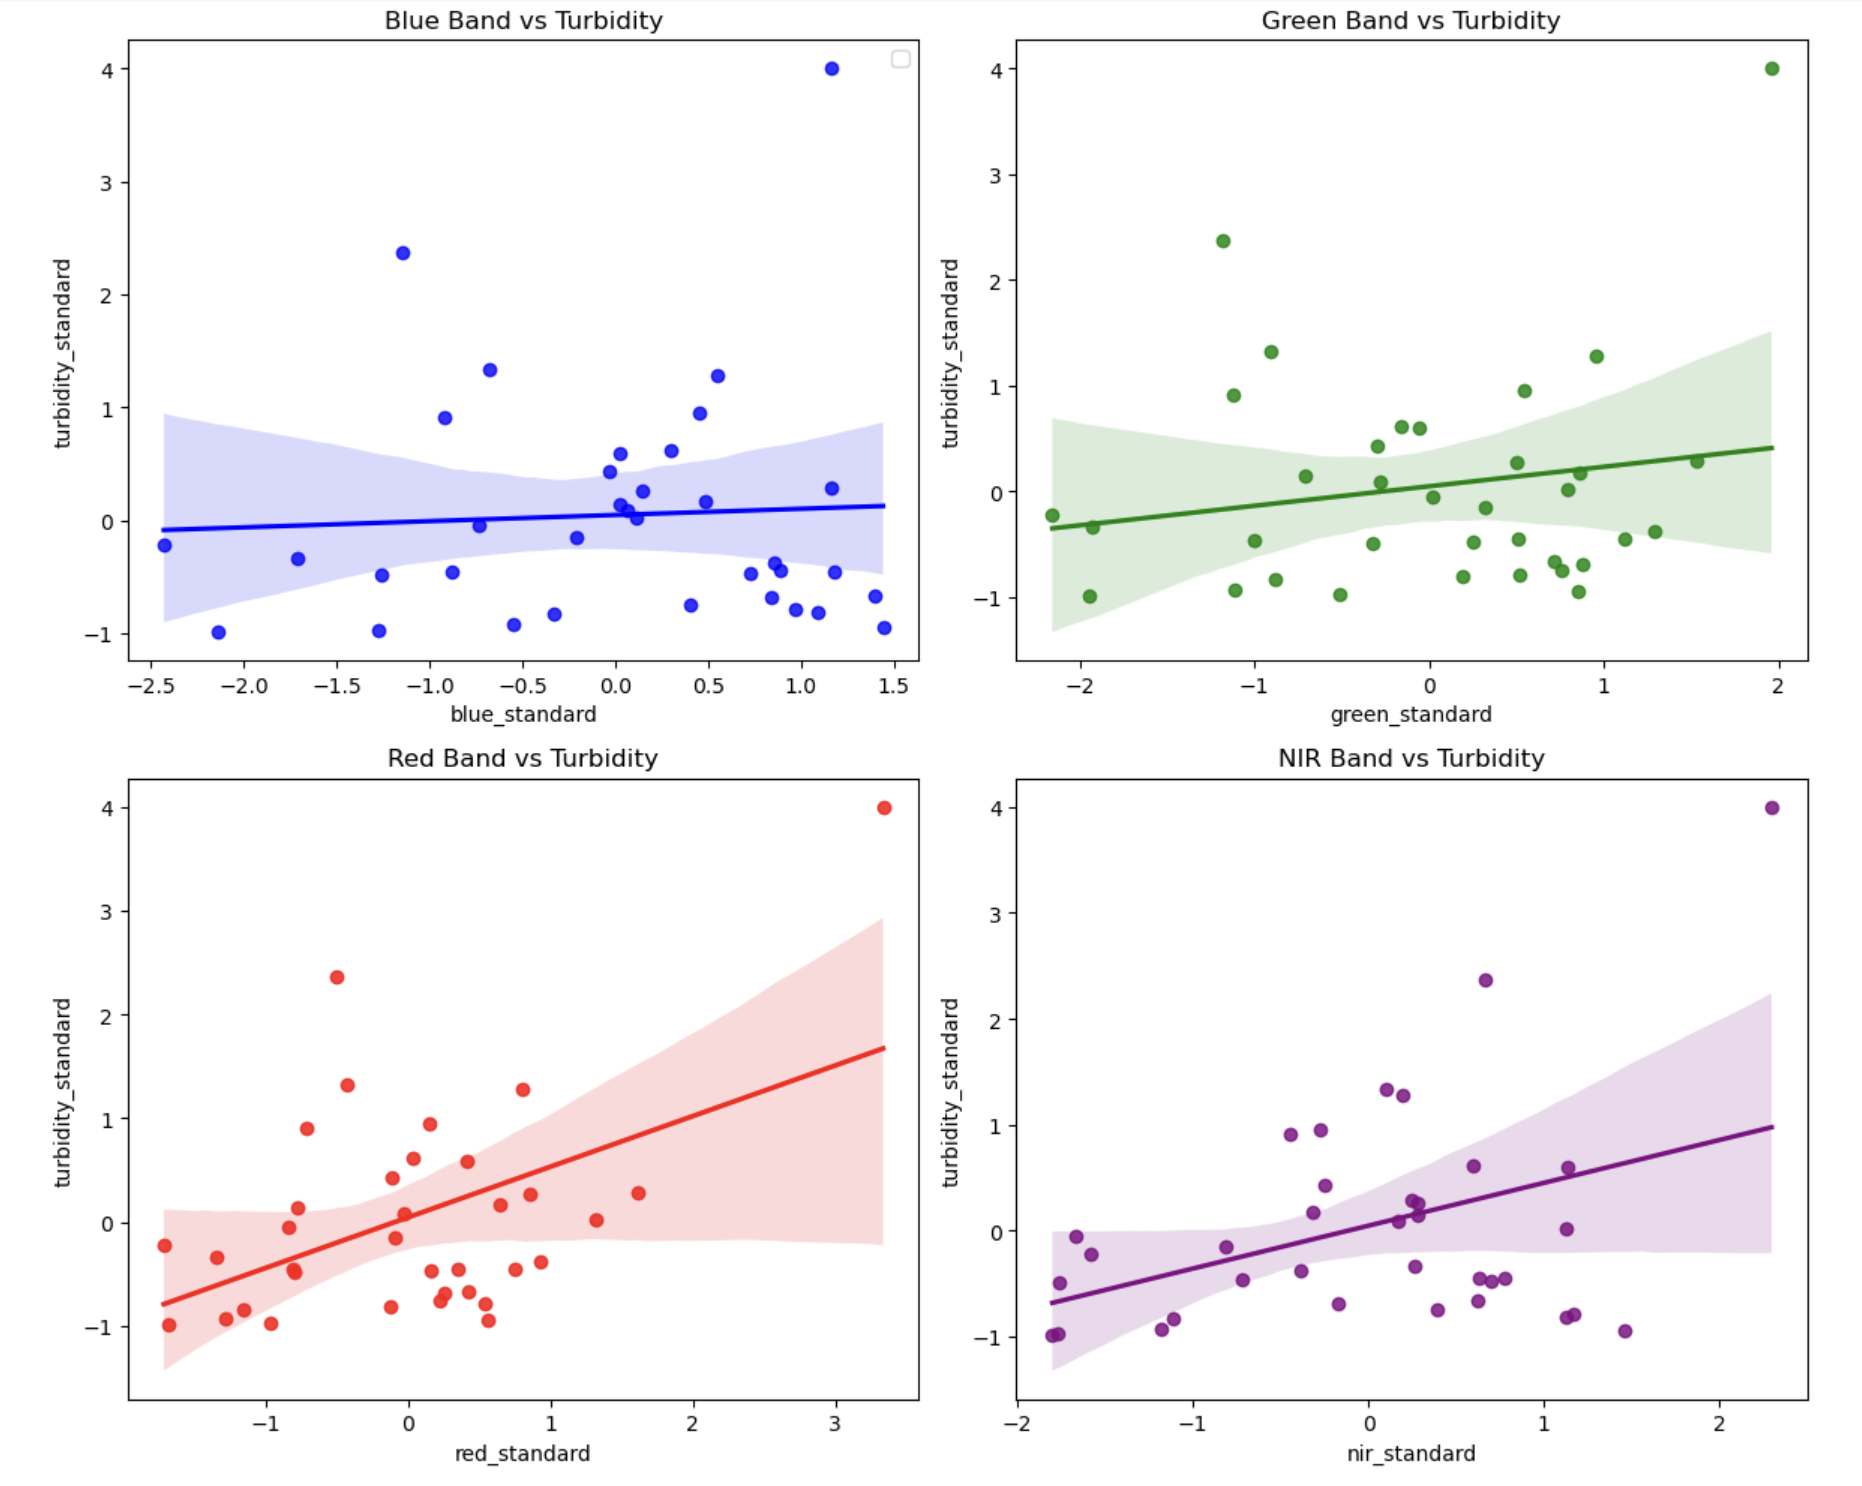 Blue Band vs Turbidity
4
3
2
1
0
−1
turbidity_standard
−2.5 −2.0 −1.5 −1.0 −0.5 0.0 0.5 1.0 1.5
blue_standard
Green Band vs Turbidity
4
3
2
1
0
−1
turbidity_standard
−2 −1 0 1 2
green_standard
Red Band vs Turbidity
4
3
2
1
0
−1
turbidity_standard
−1 0 1 2 3
red_standard
NIR Band vs Turbidity
4
3
2
1
0
−1
turbidity_standard
−2 −1 0 1 2
nir_standard